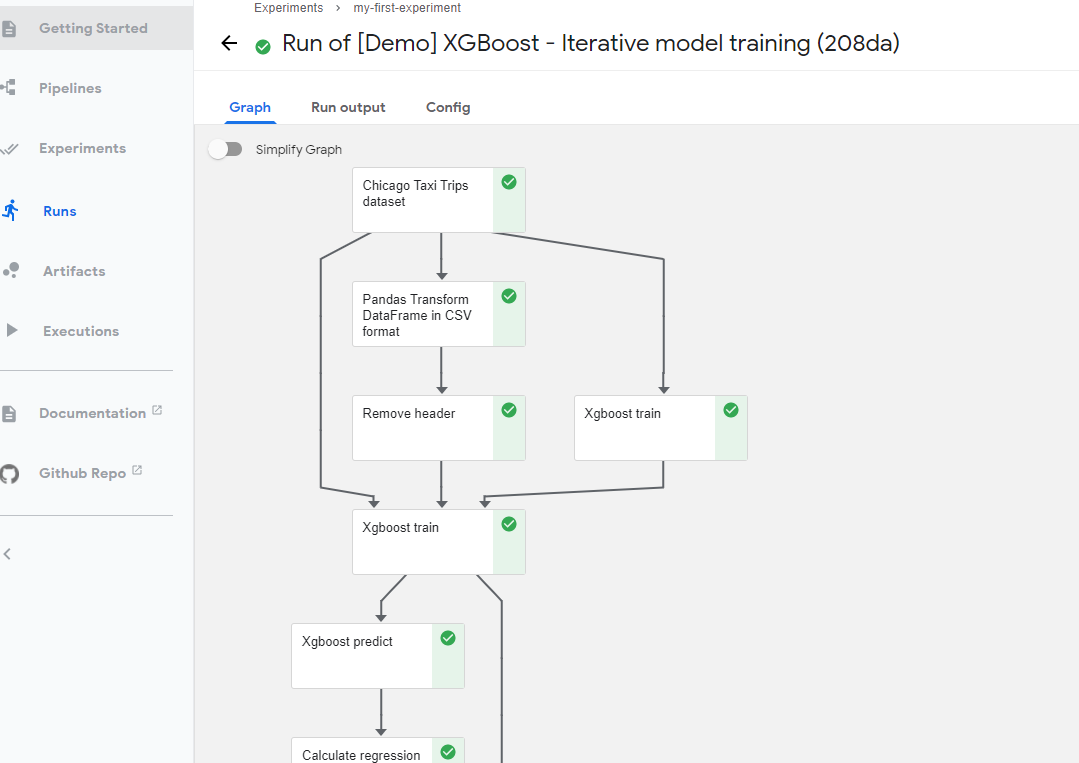 Experiments › my-first-experiment
Run of [Demo] XGBoost - Iterative model training (208da)
Getting Started
Pipelines
Experiments
Runs
Artifacts
Executions
Documentation
Github Repo
Graph Run output Config
Simplify Graph
Chicago Taxi Trips
dataset
Pandas Transform
DataFrame in CSV
format
Remove header
Xgboost train
Xgboost train
Xgboost predict
Calculate regression